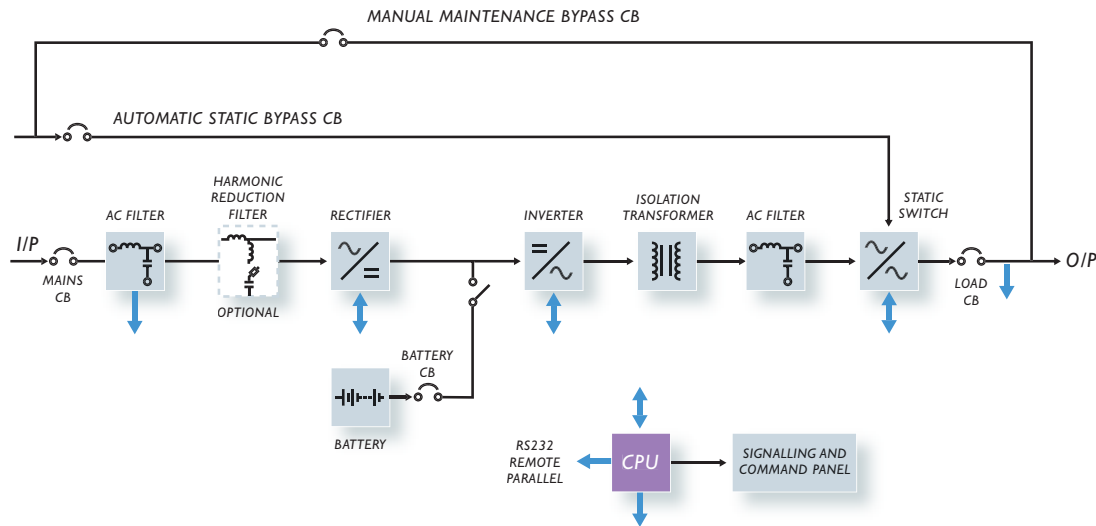 MANUAL MAINTENANCE BYPASS CB
AUTOMATIC STATIC BYPASS CB
HARMONIC
REDUCTION
FILTER
AC FILTER
RECTIFIER
INVERTER
ISOLATION
TRANSFORMER
AC FILTER
STATIC
SWITCH
I/P
MAINS
CB
OPTIONAL
LOAD
CB
O/P
BATTERY
CB
BATTERY
RS232
REMOTE
PARALLEL
CPU
SIGNALLING AND
COMMAND PANEL